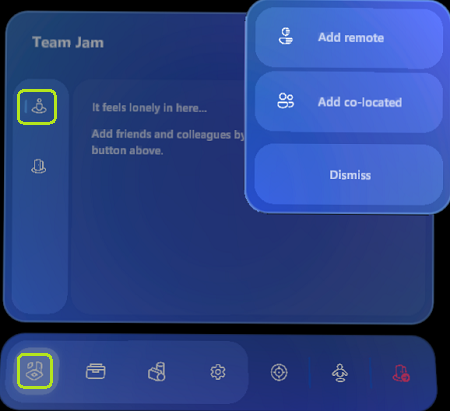 Team Jam
Add remote
Add co-located
Dismiss
It feels lonely in here...
Add friends and colleagues by
button above.